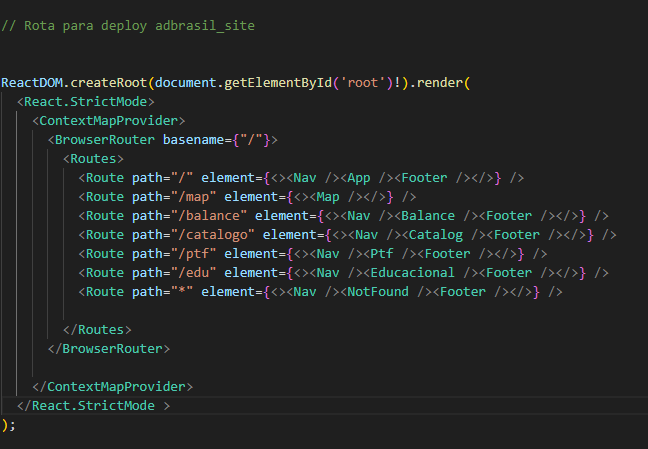 // Rota para deploy adbrasil_site
ReactDOM.createRoot(document.getElementById('root')!).render(
<React.StrictMode>
<ContextMapProvider>
<BrowserRouter basename={"/"}>
<Routes>
<Route path="/" element={<><Nav /><App /><Footer /></>} />
<Route path="/map" element={<><Map /></>} />
<Route path="/balance" element={<><Nav /><Balance /><Footer /></>} />
<Route path="/catalogo" element={<><Nav /><Catalog /><Footer /></>} />
<Route path="/ptf" element={<><Nav /><Ptf /><Footer /></>} />
<Route path="/edu" element={<><Nav /><Educacional /><Footer /></>} />
<Route path="*" element={<><Nav /><NotFound /><Footer /></>} />
</Routes>
</BrowserRouter>
</ContextMapProvider>
</React.StrictMode >
);